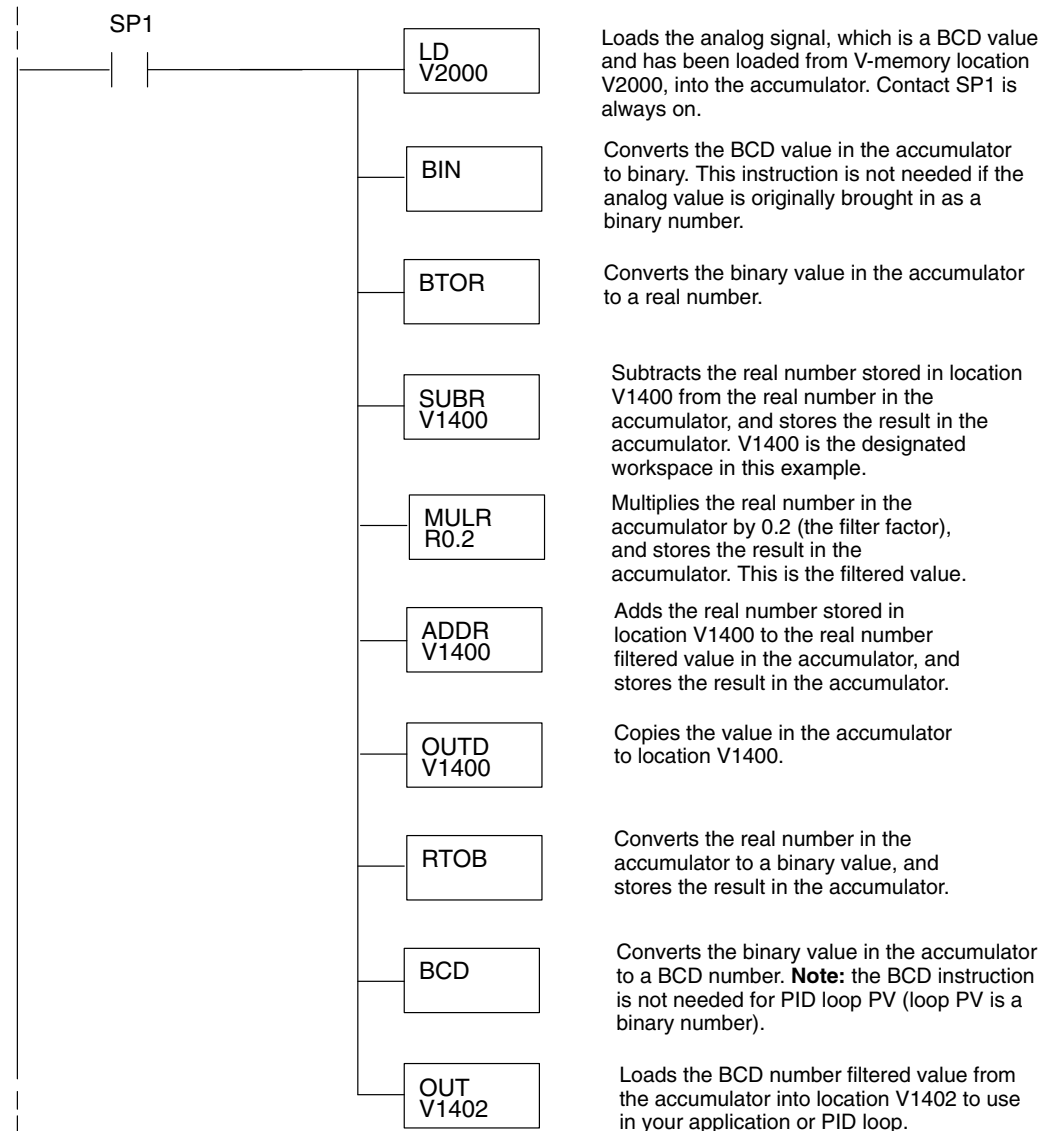 SP1
LD
V2000
Loads the analog signal, which is a BCD value
and has been loaded from V-memory location
V2000, into the accumulator. Contact SP1 is
always on.
BIN
Converts the BCD value in the accumulator
to binary. This instruction is not needed if the
analog value is originally brought in as a
binary number.
BTOR
Converts the binary value in the accumulator
to a real number.
SUBR
V1400
Subtracts the real number stored in location
V1400 from the real number in the
accumulator, and stores the result in the
accumulator. V1400 is the designated
workspace in this example.
MULR
R0.2
Multiplies the real number in the
accumulator by 0.2 (the filter factor),
and stores the result in the
accumulator. This is the filtered value.
ADDR
V1400
Adds the real number stored in
location V1400 to the real number
filtered value in the accumulator, and
stores the result in the accumulator.
OUTD
V1400
Copies the value in the accumulator
to location V1400.
RTOB
Converts the real number in the
accumulator to a binary value, and
stores the result in the accumulator.
BCD
Converts the binary value in the accumulator
to a BCD number. Note: the BCD instruction
is not needed for PID loop PV (loop PV is a
binary number).
OUT
V1402
Loads the BCD number filtered value from
the accumulator into location V1402 to use
in your application or PID loop.